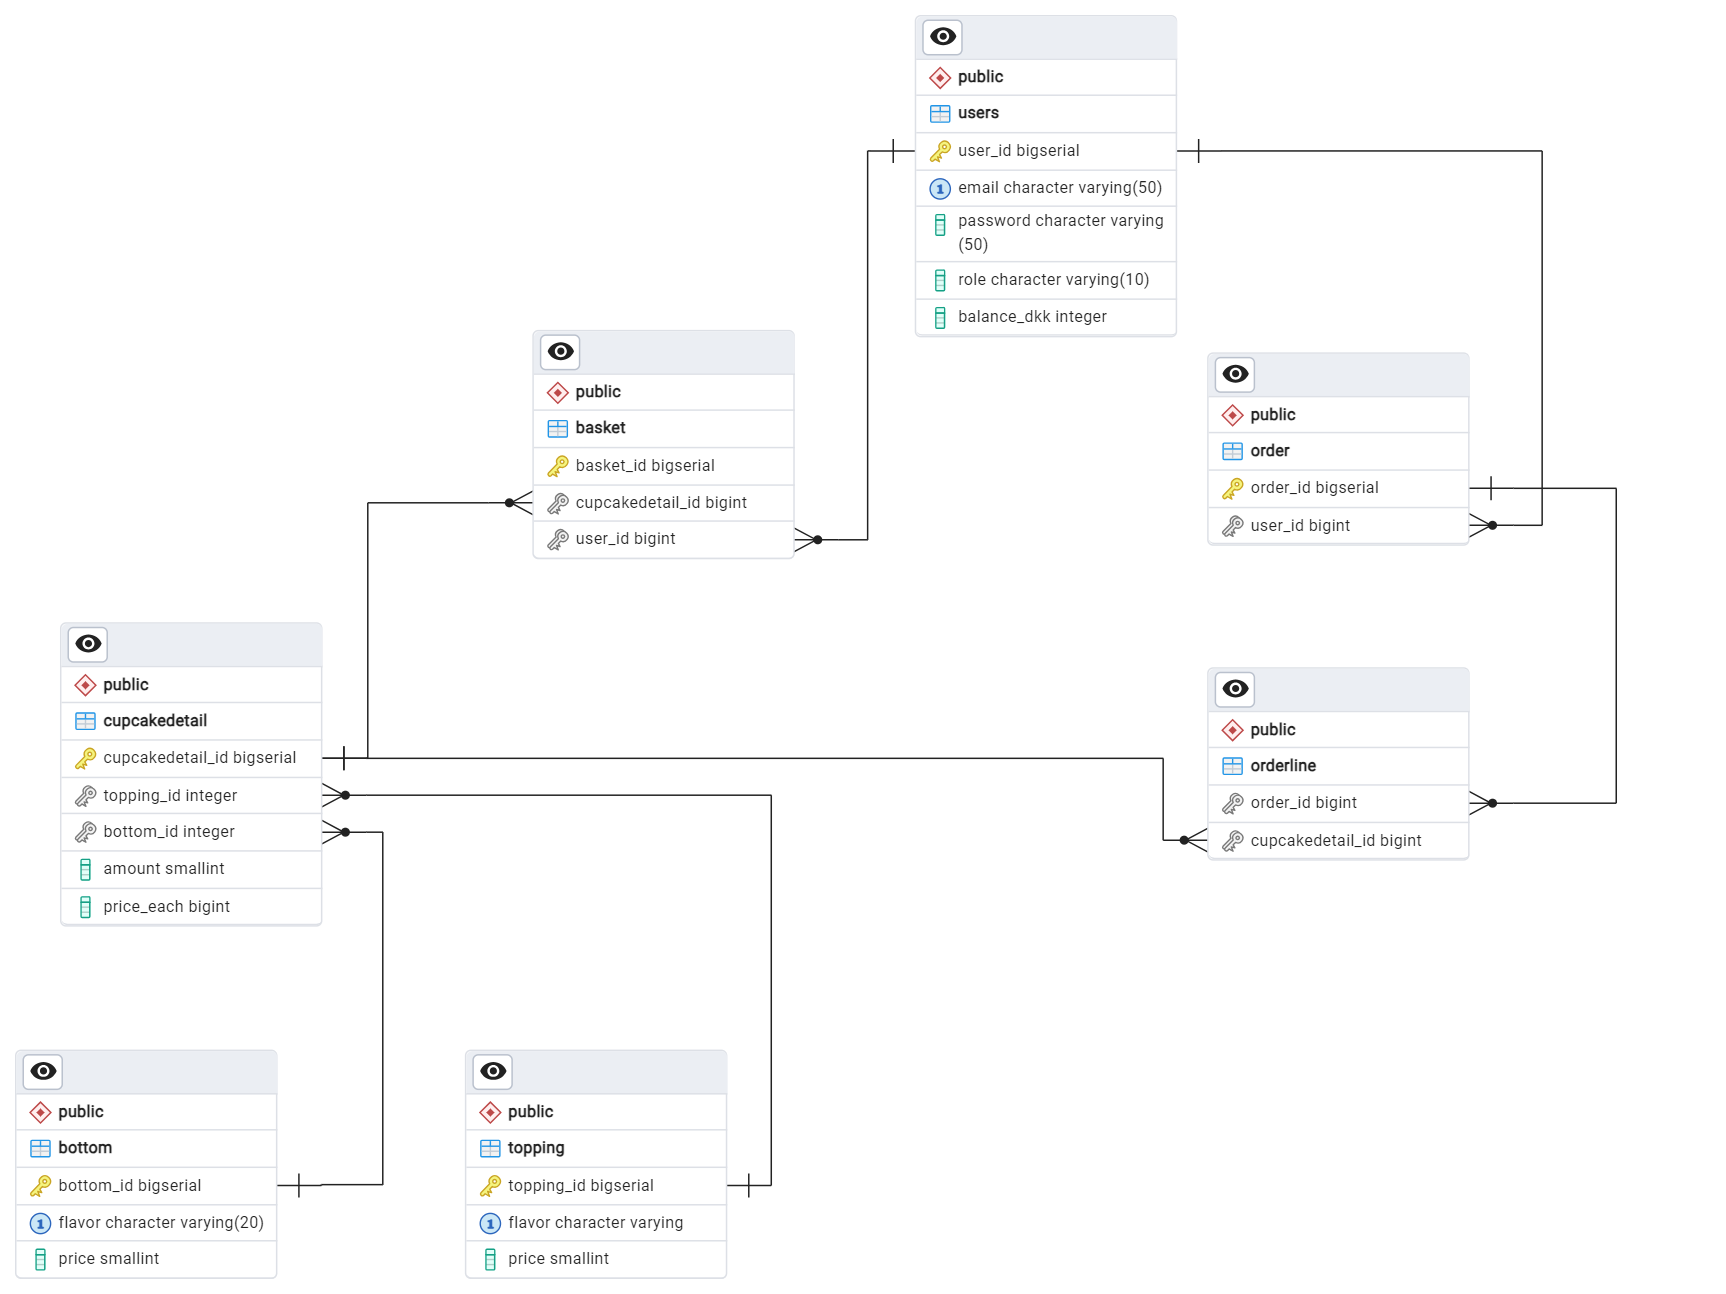 public
users
user_id bigserial
1 email character varying(50)
password character varying
(50)
role character varying(10)
balance_dkk integer
public
basket
basket_id bigserial
cupcakedetail_id bigint
user_id bigint
public
order
order_id bigserial
user_id bigint
public
cupcakedetail
cupcakedetail_id bigserial
topping_id integer
bottom_id integer
amount smallint
price_each bigint
public
orderline
order_id bigint
cupcakedetail_id bigint
public
bottom
bottom_id bigserial
1 flavor character varying(20)
price smallint
public
topping
topping_id bigserial
1 flavor character varying
price smallint